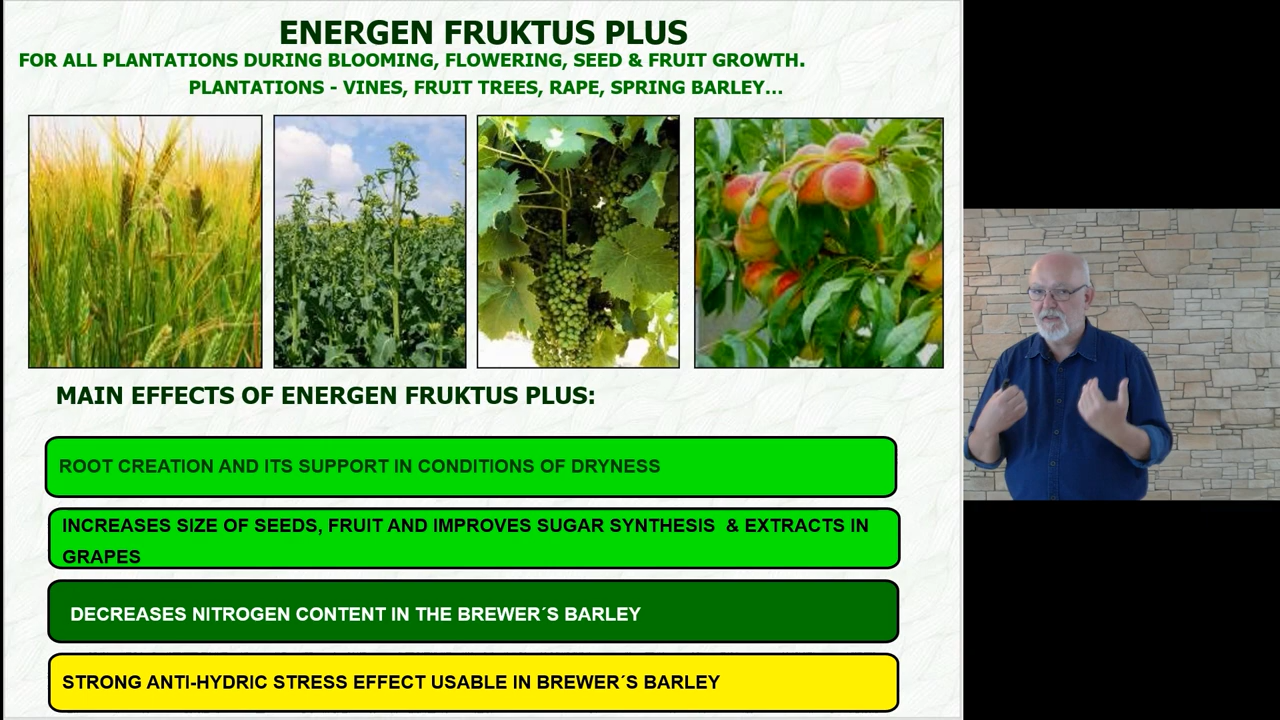 ENERGEN FRUKTUS PLUS
FOR ALL PLANTATIONS DURING BLOOMING, FLOWERING, SEED & FRUIT GROWTH.
PLANTATIONS - VINES, FRUIT TREES, RAPE, SPRING BARLEY...
MAIN EFFECTS OF ENERGEN FRUKTUS PLUS:
ROOT CREATION AND ITS SUPPORT IN CONDITIONS OF DRYNESS
INCREASES SIZE OF SEEDS, FRUIT AND IMPROVES SUGAR SYNTHESIS & EXTRACTS IN
GRAPES
DECREASES NITROGEN CONTENT IN THE BREWER´S BARLEY
STRONG ANTI-HYDRIC STRESS EFFECT USABLE IN BREWER´S BARLEY